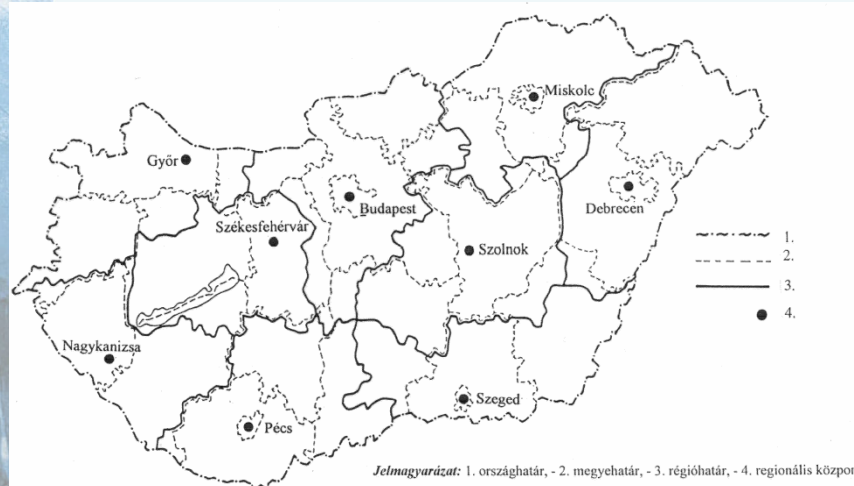 Miskolc
Győr
Budapest
Debrecen
Székesfehérvár
Szolnok
1.
2.
3.
4.
Nagykanizsa
Szeged
Pécs
Jelmagyarázat: 1. országhatár, - 2. megyehatár, - 3. régióhatár, - 4. regionális közpon